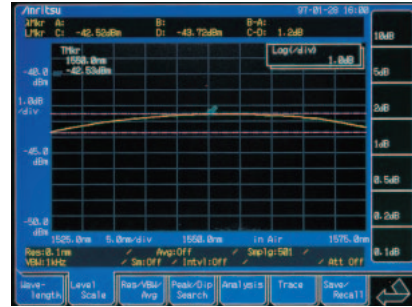 Anritsu 97-01-28 16:00
λMkr A: B: B-A:
LMkr C: -42.52dBm D: -43.72dBm C-D: 1.2dB
TMkr
1550.0nm
-42.53dBm
Log(/div)
1.0dB
-40.0
dBm
1.0dB
/div
-45.0
dBm
-50.0
dBm
1525.0nm 5.0nm/div 1550.0nm in Air 1575.0nm
Res:0.1nm / Avg:Off / Smplg:501 /
VBW:1kHz / Sm:Off / Intvl:Off / Att Off
10dB
5dB
2dB
1dB
0.5dB
0.2dB
0.1dB
Wave-
length
Level
Scale
Res/VBW/
Avg
Peak/Dip
Search
Analysis
Trace
Save/
Recall